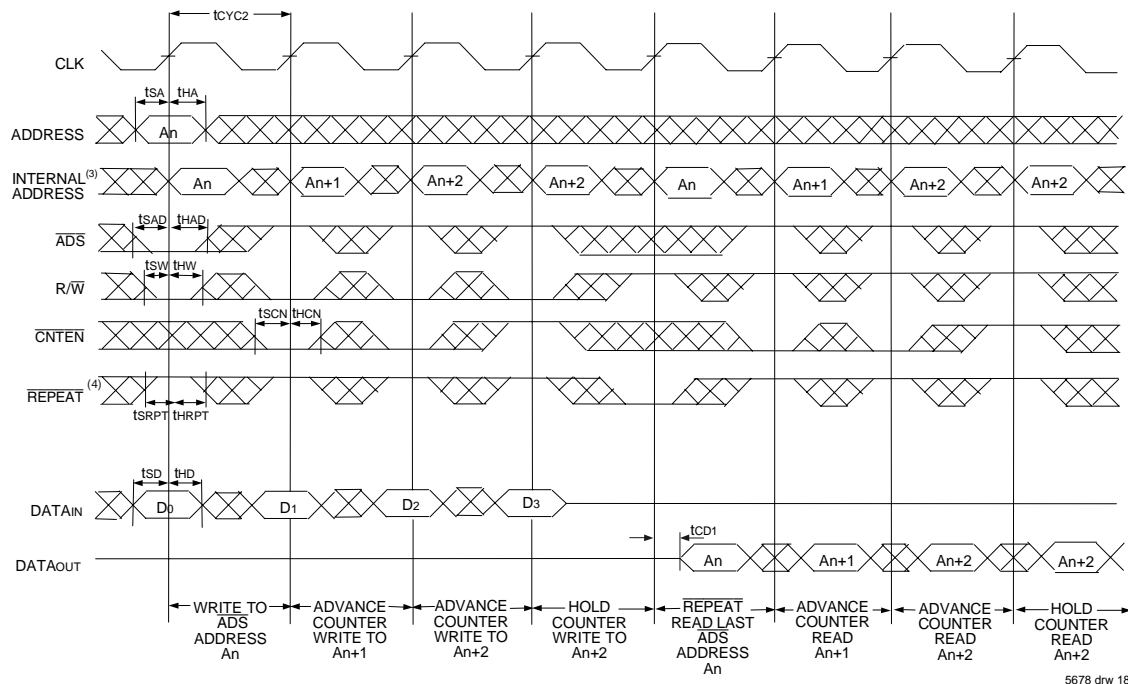 tCYC2
CLK
tSA tHA
ADDRESS An
INTERNAL(3) ADDRESS An An+1 An+2 An+2 An An+1 An+2 An+2
tSAD tHAD
ADS
tSW tHW
R/W
tSCN tHCN
CNTEN
REPEAT (4)
tSRPT tHRPT
tSD tHD
DATAIN D0 D1 D2 D3
tCD1
DATAOUT An An+1 An+2 An+2
WRITE TO ADS ADDRESS An
ADVANCE COUNTER WRITE TO An+1
ADVANCE COUNTER WRITE TO An+2
HOLD COUNTER WRITE TO An+2
REPEAT READ LAST ADS ADDRESS An
ADVANCE COUNTER READ An+1
ADVANCE COUNTER READ An+2
HOLD COUNTER READ An+2
5678 drw 18